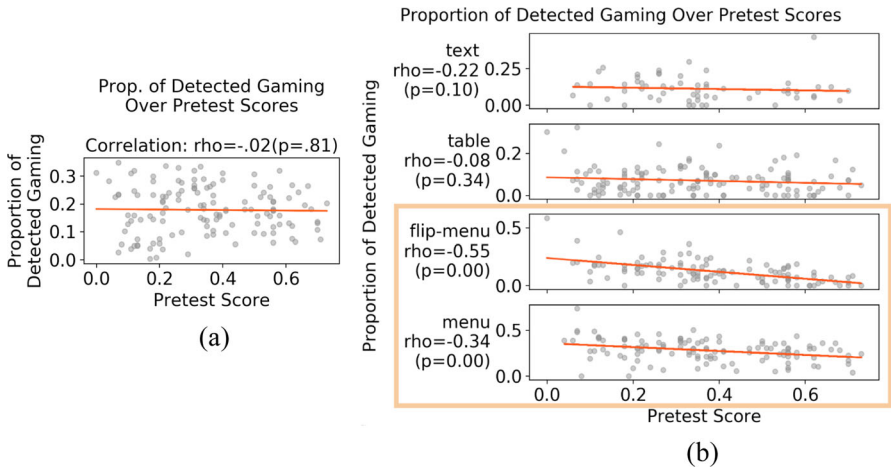 Prop. of Detected Gaming
Over Pretest Scores
Correlation: rho=-.02(p=.81)
Proportion of
Detected Gaming
0.3
0.2
0.1
0.0
0.0 0.2 0.4 0.6
Pretest Score
(a)
Proportion of Detected Gaming Over Pretest Scores
Proportion of Detected Gaming
text
rho=-0.22
(p=0.10)
0.25
0.00
table
rho=-0.08
(p=0.34)
0.2
0.0
flip-menu
rho=-0.55
(p=0.00)
0.5
0.0
menu
rho=-0.34
(p=0.00)
0.5
0.0
0.0 0.2 0.4 0.6
Pretest Score
(b)